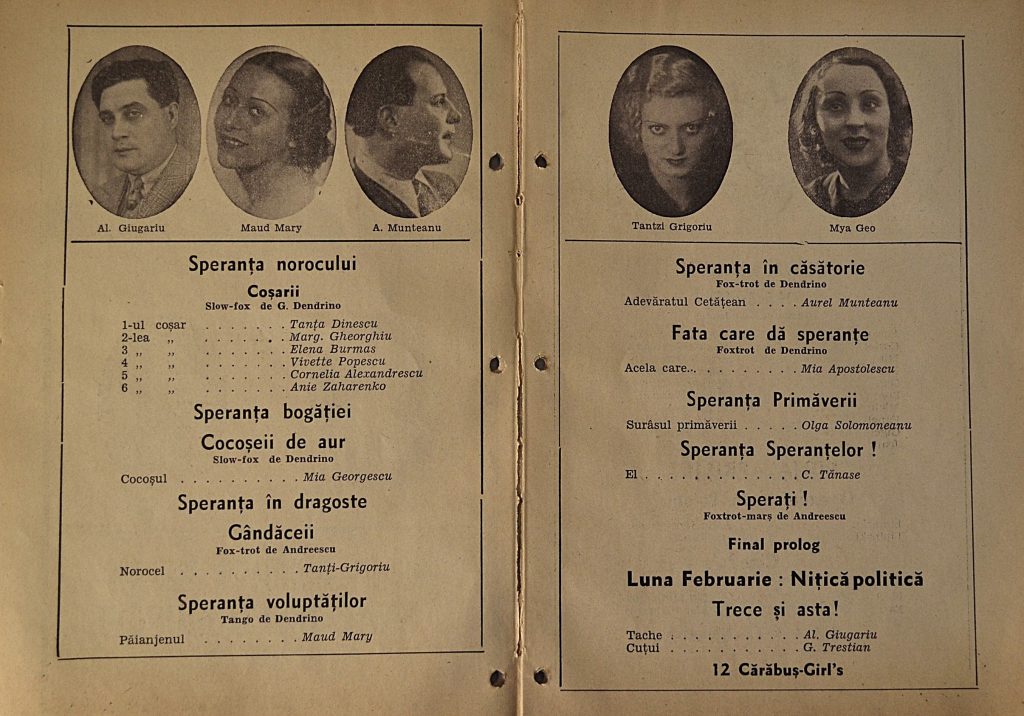 Al. Giugariu
Maud Mary
A. Munteanu
Speranța norocului
Coșarii
Slow-fox de G. Dendrino
1-ul coșar . . . . . . . Tanța Dinescu
2-lea „ . . . . . . . Marg. Gheorghiu
3 „ „ . . . . . . . Elena Burmas
4 „ „ . . . . . . . Vivette Popescu
5 „ „ . . . . . . . Cornelia Alexandrescu
6 „ „ . . . . . . . Anie Zaharenko
Speranța bogăției
Cocoșeii de aur
Slow-fox de Dendrino
Cocoșul . . . . . . . . . . Mia Georgescu
Speranța în dragoste
Gândăceii
Fox-trot de Andreescu
Norocel . . . . . . . . . . Tanți-Grigoriu
Speranța voluptăților
Tango de Dendrino
Păianjenul . . . . . . . . Maud Mary
Tantzi Grigoriu
Mya Geo
Speranța în căsătorie
Fox-trot de Dendrino
Adevăratul Cetățean . . . . Aurel Munteanu
Fata care dă speranțe
Foxtrot de Dendrino
Acela care.. . . . . . . . . Mia Apostolescu
Speranța Primăverii
Surâsul primăverii . . . . . Olga Solomoneanu
Speranța Speranțelor !
El . . . . . . . . . . . . . C. Tănase
Sperați !
Foxtrot-marș de Andreescu
Final prolog
Luna Februarie : Nițică politică
Trece și asta !
Tache . . . . . . . . . . . Al. Giugariu
Cuțui . . . . . . . . . . . G. Trestian
12 Cărăbuș-Girl's